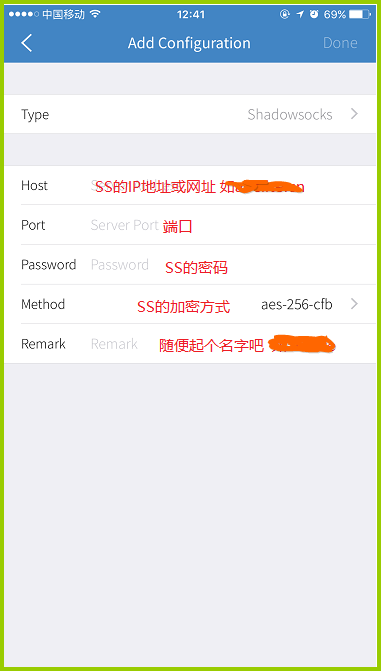 中国移动 12:41 69%
Add Configuration Done
Type Shadowsocks
Host SS的IP地址或网址 如
Port Server Port 端口
Password Password SS的密码
Method SS的加密方式 aes-256-cfb
Remark Remark 随便起个名字吧